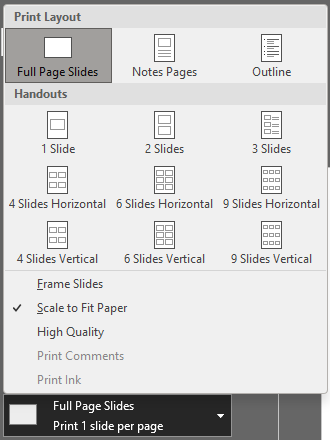 Print Layout
Full Page Slides Notes Pages Outline
Handouts
1 Slide 2 Slides 3 Slides
4 Slides Horizontal 6 Slides Horizontal 9 Slides Horizontal
4 Slides Vertical 6 Slides Vertical 9 Slides Vertical
Frame Slides
Scale to Fit Paper
High Quality
Print Comments
Print Ink
Full Page Slides
Print 1 slide per page